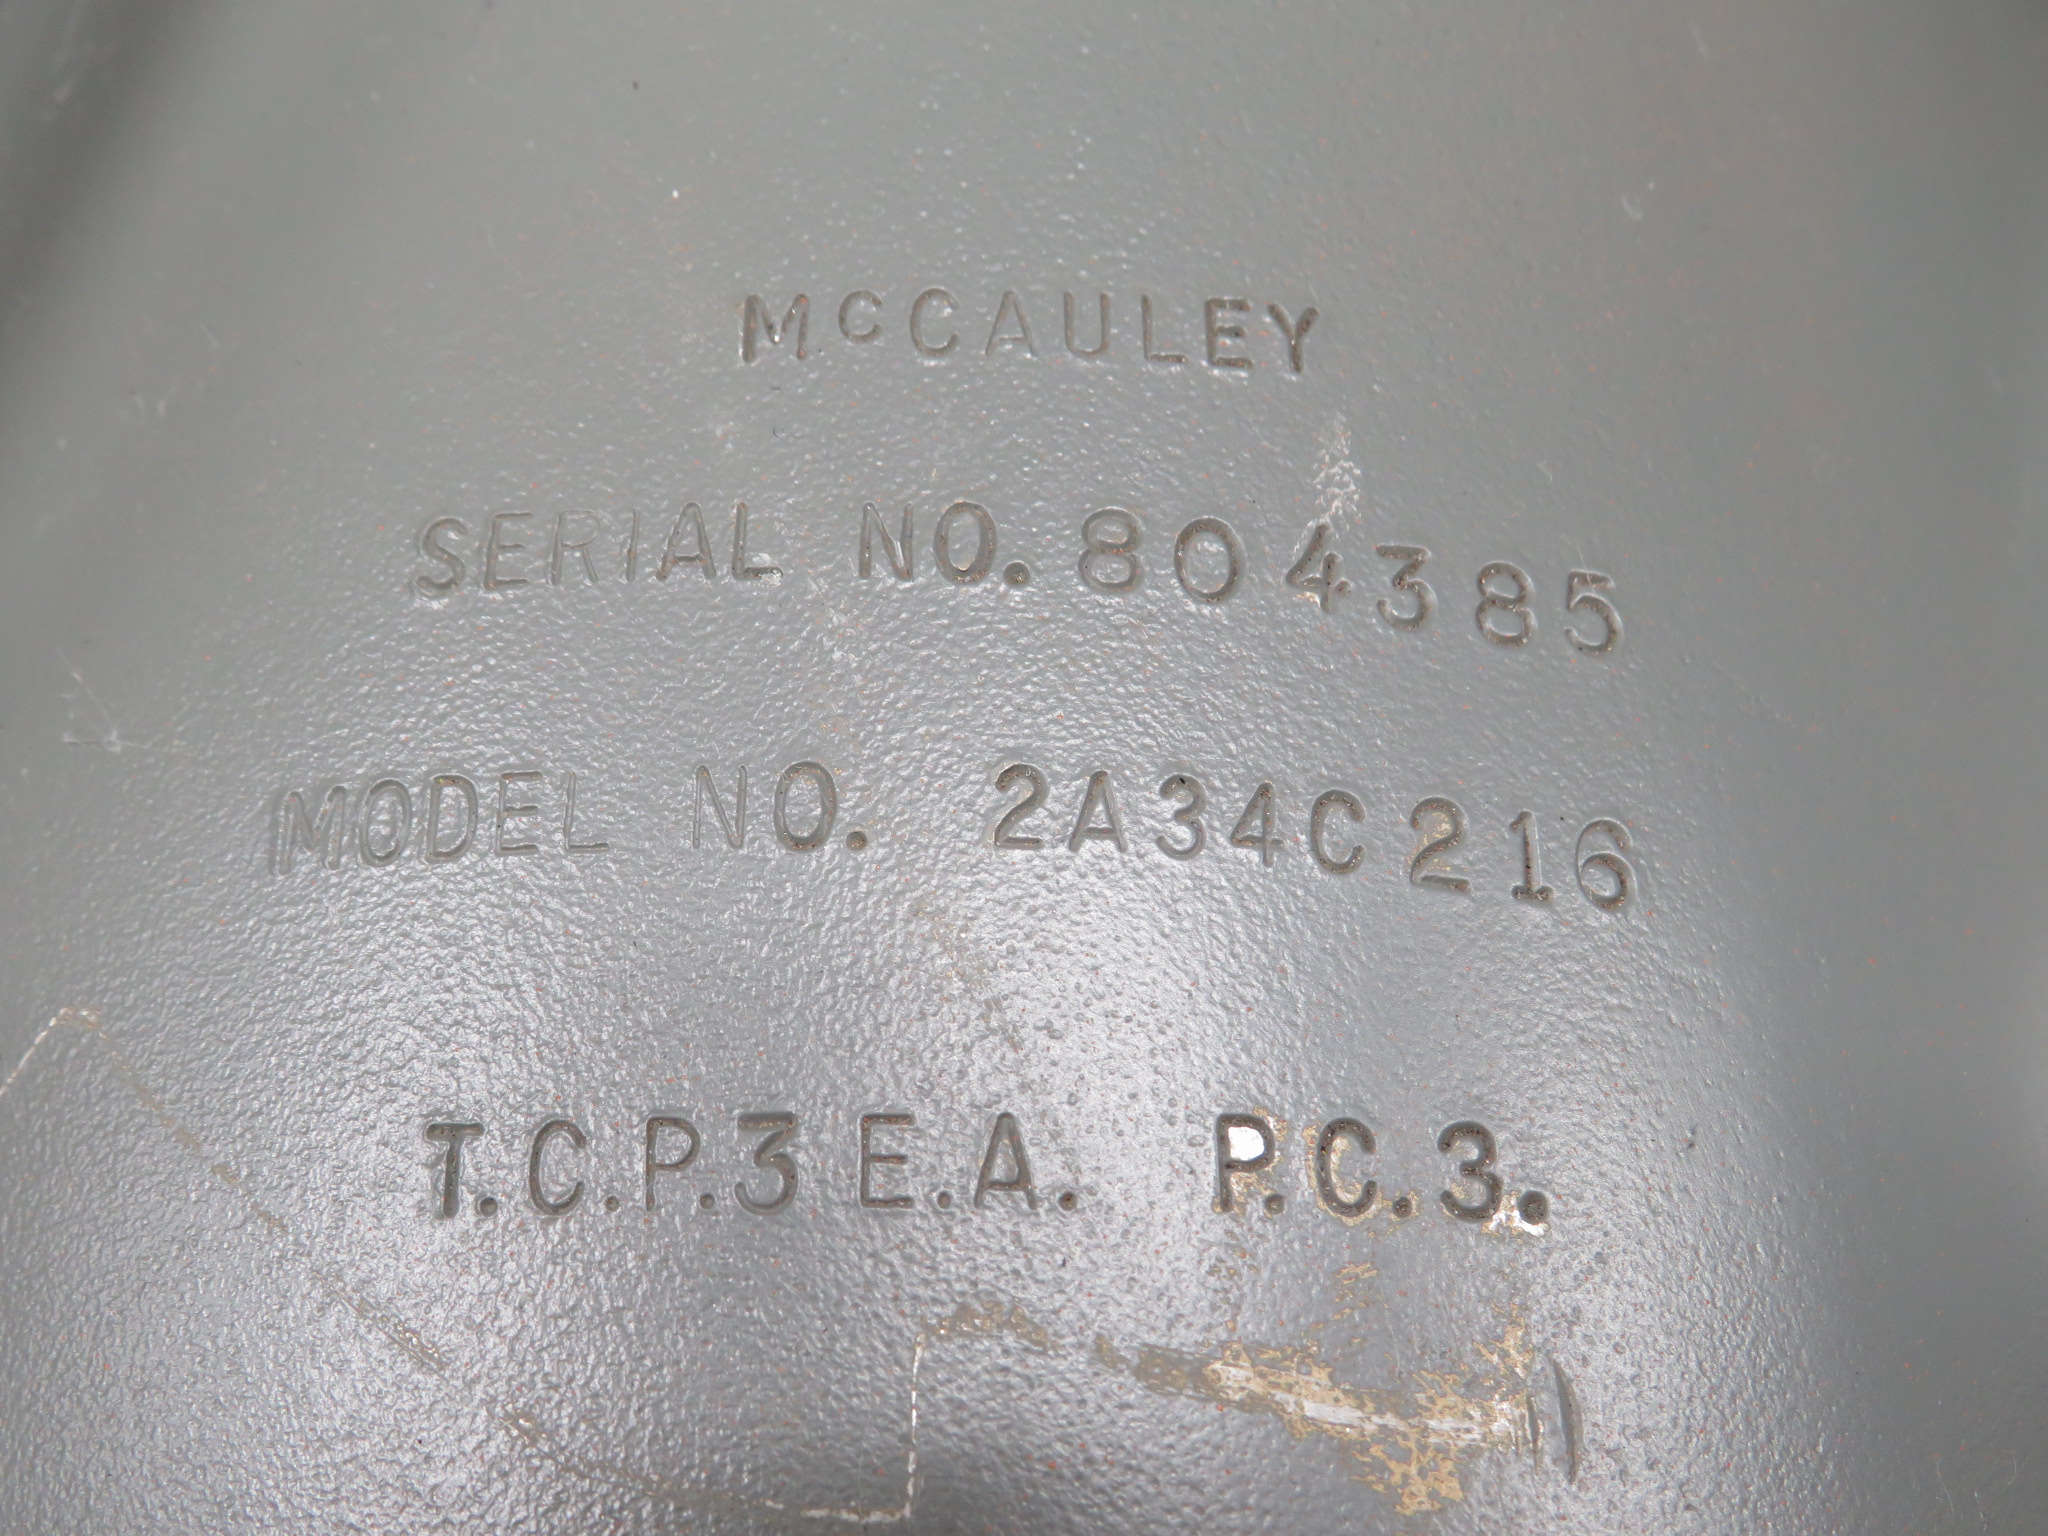 McCAULEY
SERIAL NO. 804385
MODEL NO. 2A34C216
T.C.P.3 E.A. P.C.3.